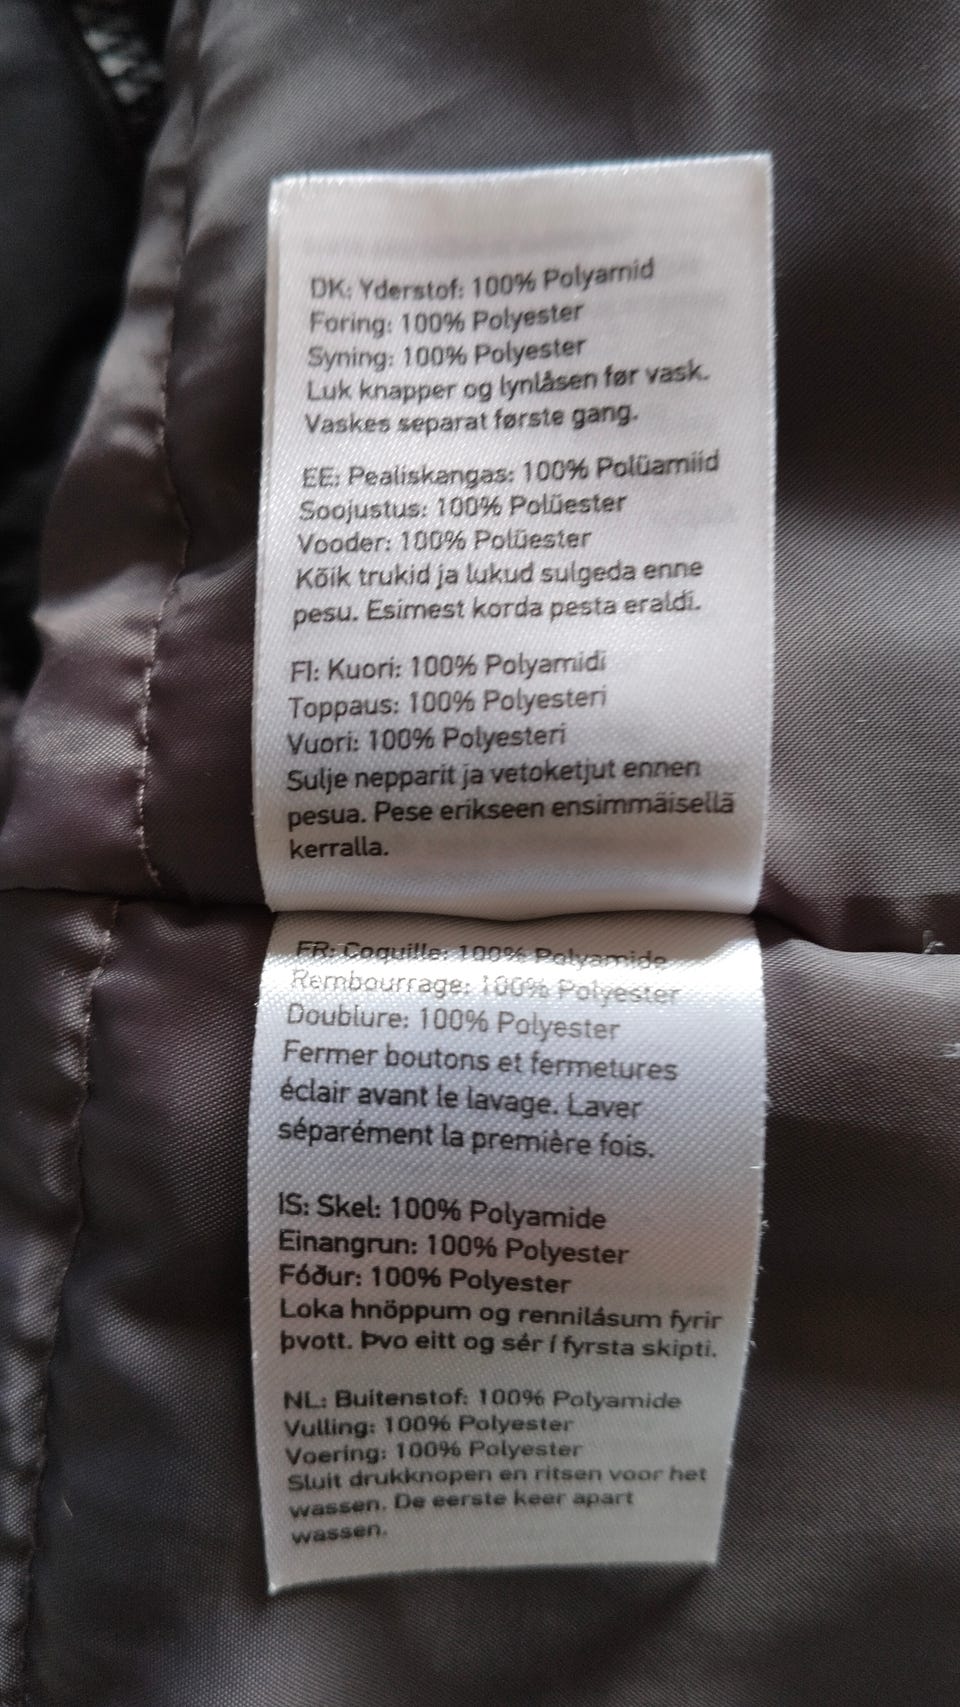 DK: Yderstof: 100% Polyamid
Foring: 100% Polyester
Syning: 100% Polyester
Luk knapper og lynlåsen før vask.
Vaskes separat første gang.
EE: Pealiskangas: 100% Polüamiid
Soojustus: 100% Polüester
Vooder: 100% Polüester
Kõik trukid ja lukud sulgeda enne
pesu. Esimest korda pesta eraldi.
FI: Kuori: 100% Polyamidi
Toppaus: 100% Polyesteri
Vuori: 100% Polyesteri
Sulje nepparit ja vetoketjut ennen
pesua. Pese erikseen ensimmäisellä
kerralla.
FR: Coquille: 100% Polyamide
Rembourrage: 100% Polyester
Doublure: 100% Polyester
Fermer boutons et fermetures
éclair avant le lavage. Laver
séparément la première fois.
IS: Skel: 100% Polyamide
Einangrun: 100% Polyester
Fóður: 100% Polyester
Loka hnöppum og rennilásum fyrir
þvott. Þvo eitt og sér í fyrsta skipti.
NL: Buitenstof: 100% Polyamide
Vulling: 100% Polyester
Voering: 100% Polyester
Sluit drukknopen en ritsen voor het
wassen. De eerste keer apart
wassen.